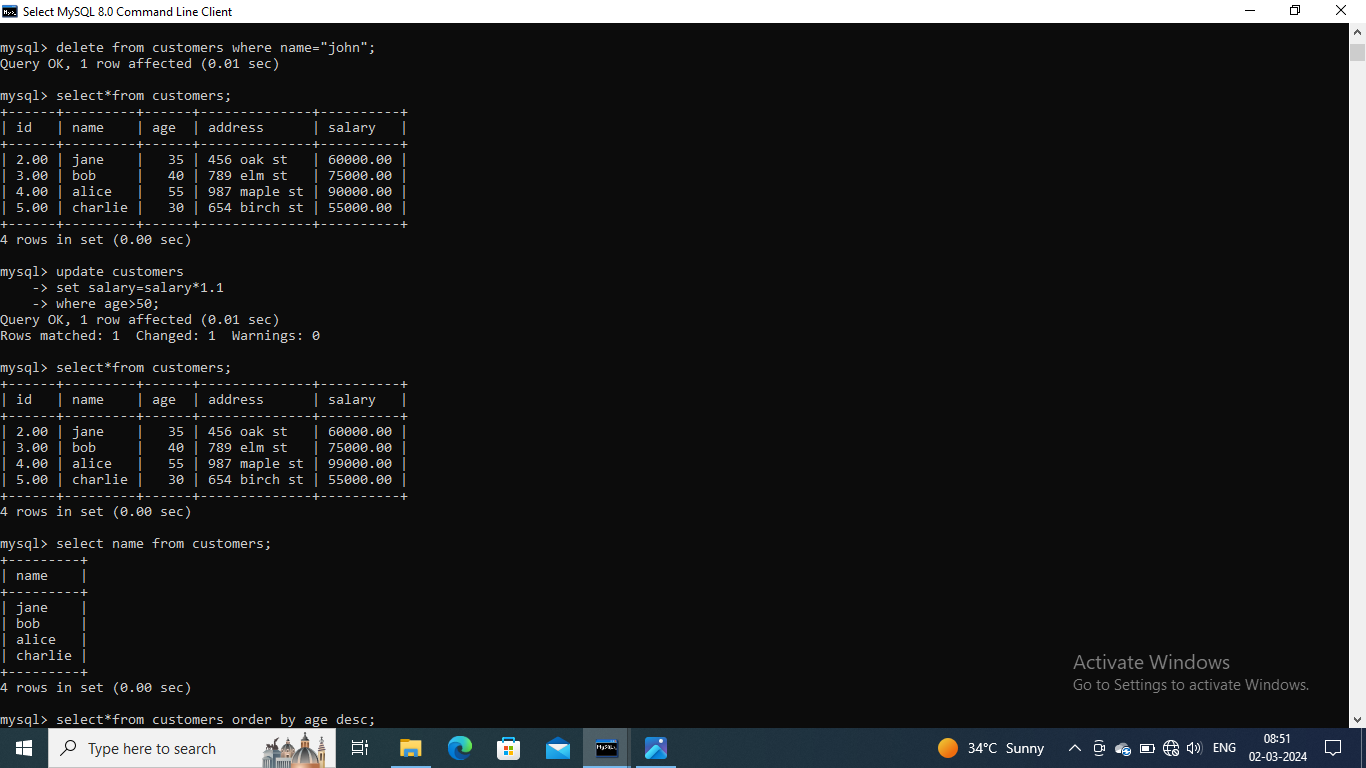 Select MySQL 8.0 Command Line Client
mysql> delete from customers where name="john";
Query OK, 1 row affected (0.01 sec)
mysql> select*from customers;
+------+---------+------+--------------+----------+
| id   | name    | age  | address      | salary   |
+------+---------+------+--------------+----------+
| 2.00 | jane    |   35 | 456 oak st   | 60000.00 |
| 3.00 | bob     |   40 | 789 elm st   | 75000.00 |
| 4.00 | alice   |   55 | 987 maple st | 90000.00 |
| 5.00 | charlie |   30 | 654 birch st | 55000.00 |
+------+---------+------+--------------+----------+
4 rows in set (0.00 sec)
mysql> update customers
    -> set salary=salary*1.1
    -> where age>50;
Query OK, 1 row affected (0.01 sec)
Rows matched: 1  Changed: 1  Warnings: 0
mysql> select*from customers;
+------+---------+------+--------------+----------+
| id   | name    | age  | address      | salary   |
+------+---------+------+--------------+----------+
| 2.00 | jane    |   35 | 456 oak st   | 60000.00 |
| 3.00 | bob     |   40 | 789 elm st   | 75000.00 |
| 4.00 | alice   |   55 | 987 maple st | 99000.00 |
| 5.00 | charlie |   30 | 654 birch st | 55000.00 |
+------+---------+------+--------------+----------+
4 rows in set (0.00 sec)
mysql> select name from customers;
+---------+
| name    |
+---------+
| jane    |
| bob     |
| alice   |
| charlie |
+---------+
4 rows in set (0.00 sec)
mysql> select*from customers order by age desc;
Activate Windows
Go to Settings to activate Windows.
Type here to search
34°C Sunny
ENG
08:51
02-03-2024